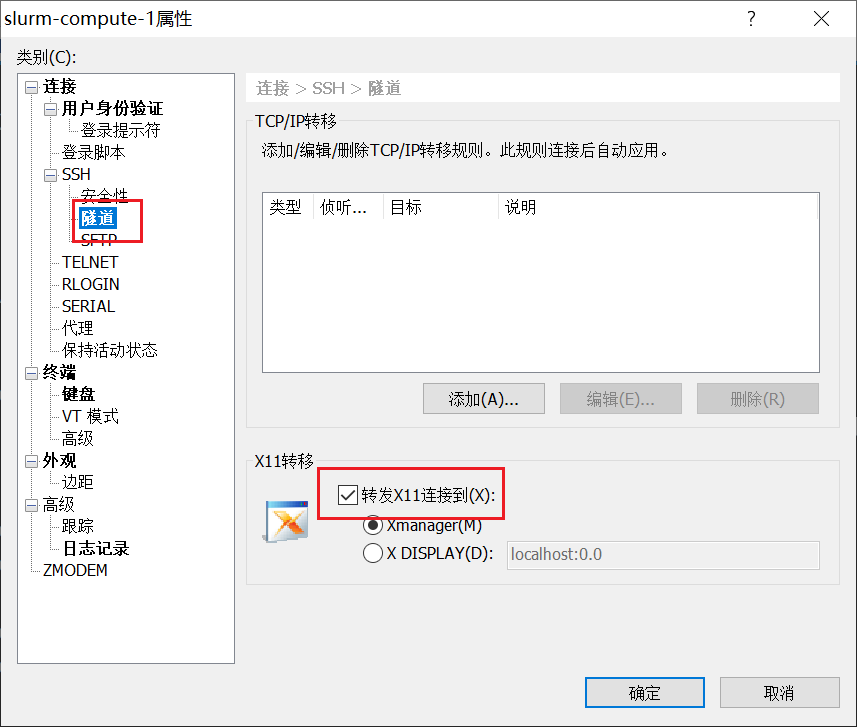 slurm-compute-1属性
?
类别(C):
连接
用户身份验证
登录提示符
登录脚本
SSH
安全性
隧道
SFTP
TELNET
RLOGIN
SERIAL
代理
保持活动状态
终端
键盘
VT 模式
高级
外观
边距
高级
跟踪
日志记录
ZMODEM
连接 > SSH > 隧道
TCP/IP转移
添加/编辑/删除TCP/IP转移规则。此规则连接后自动应用。
类型 侦听... 目标 说明
添加(A)... 编辑(E)... 删除(R)
X11转移
转发X11连接到(X):
Xmanager(M)
X DISPLAY(D): localhost:0.0
确定 取消